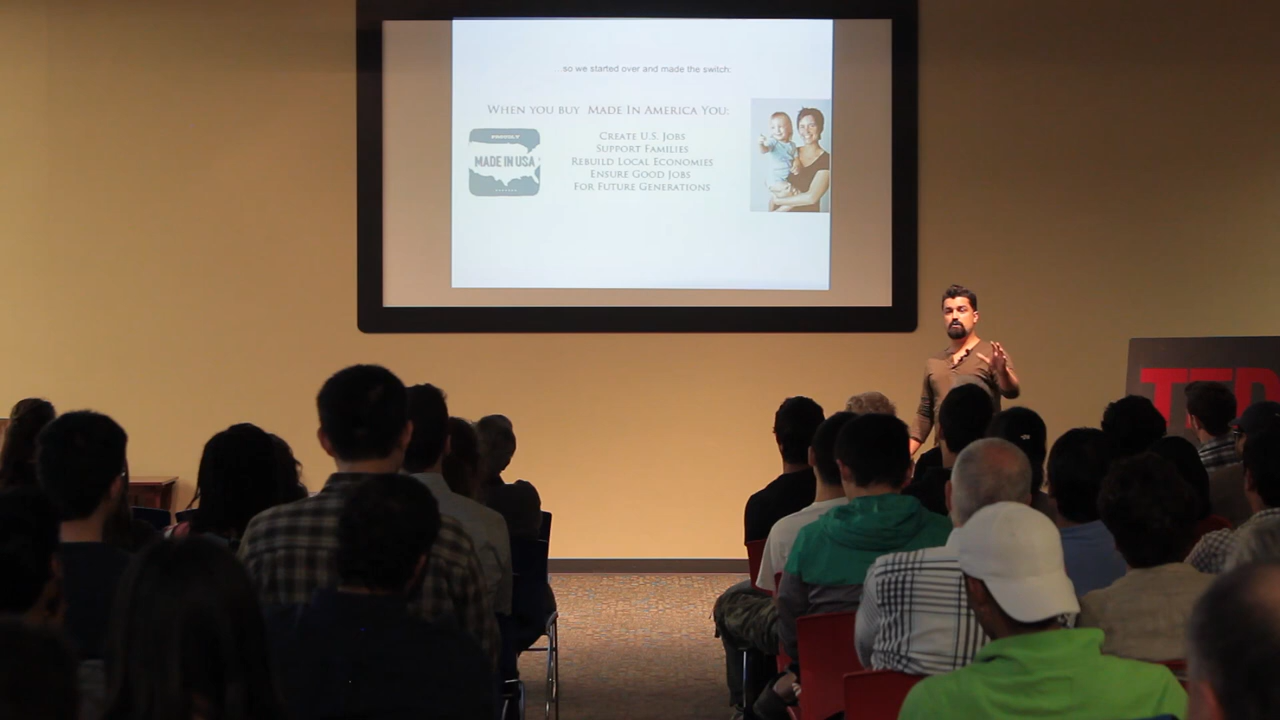 so we started over and made the switch:
WHEN YOU BUY MADE IN AMERICA YOU:
CREATE U.S. JOBS
SUPPORT FAMILIES
REBUILD LOCAL ECONOMIES
ENSURE GOOD JOBS
FOR FUTURE GENERATIONS
PROUDLY
MADE IN USA
TED